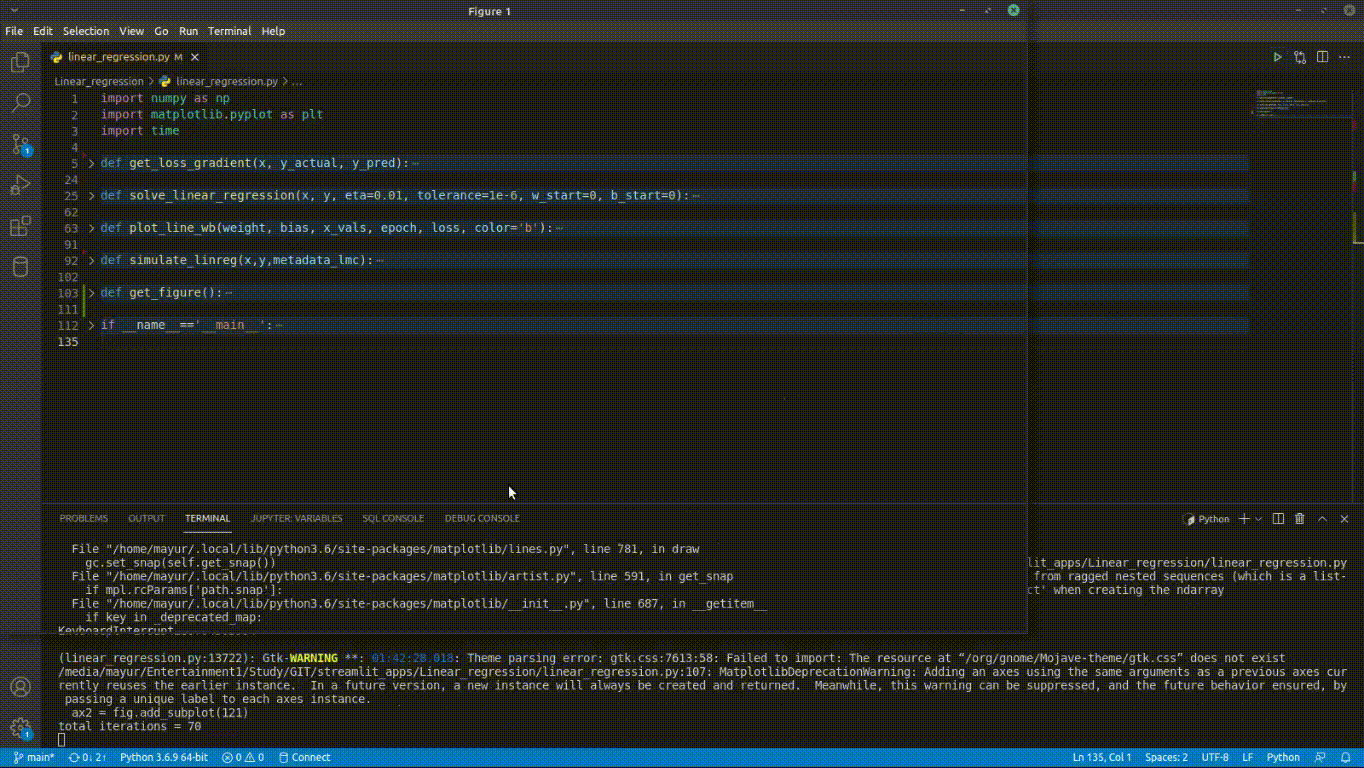 Figure 1
File Edit Selection View Go Run Terminal Help
linear_regression.py M
Linear_regression > linear_regression.py > ...
1 import numpy as np
2 import matplotlib.pyplot as plt
3 import time
4
5 def get_loss_gradient(x, y_actual, y_pred):
24
25 def solve_linear_regression(x, y, eta=0.01, tolerance=1e-6, w_start=0, b_start=0):
62
63 def plot_line_wb(weight, bias, x_vals, epoch, loss, color='b'):
91
92 def simulate_linreg(x,y,metadata_lmc):
102
103 def get_figure():
111
112 if __name__=='__main__':
135
PROBLEMS OUTPUT TERMINAL JUPYTER: VARIABLES SQL CONSOLE DEBUG CONSOLE Python
File "/home/mayur/.local/lib/python3.6/site-packages/matplotlib/lines.py", line 781, in draw
gc.set_snap(self.get_snap()) lit_apps/Linear_regression/linear_regression.py
File "/home/mayur/.local/lib/python3.6/site-packages/matplotlib/artist.py", line 591, in get_snap from ragged nested sequences (which is a list-
if mpl.rcParams['path.snap']: ct' when creating the ndarray
File "/home/mayur/.local/lib/python3.6/site-packages/matplotlib/__init__.py", line 687, in __getitem__
if key in _deprecated_map:
KeyboardInterrupt
(linear_regression.py:13722): Gtk-WARNING **: 01:42:28.018: Theme parsing error: gtk.css:7613:58: Failed to import: The resource at “/org/gnome/Mojave-theme/gtk.css” does not exist
/media/mayur/Entertainment1/Study/GIT/streamlit_apps/Linear_regression/linear_regression.py:107: MatplotlibDeprecationWarning: Adding an axes using the same arguments as a previous axes cur
rently reuses the earlier instance. In a future version, a new instance will always be created and returned. Meanwhile, this warning can be suppressed, and the future behavior ensured, by
passing a unique label to each axes instance.
ax2 = fig.add_subplot(121)
total iterations = 70
main* 0↓ 2↑ Python 3.6.9 64-bit 0 0 Connect Ln 135, Col 1 Spaces: 2 UTF-8 LF Python